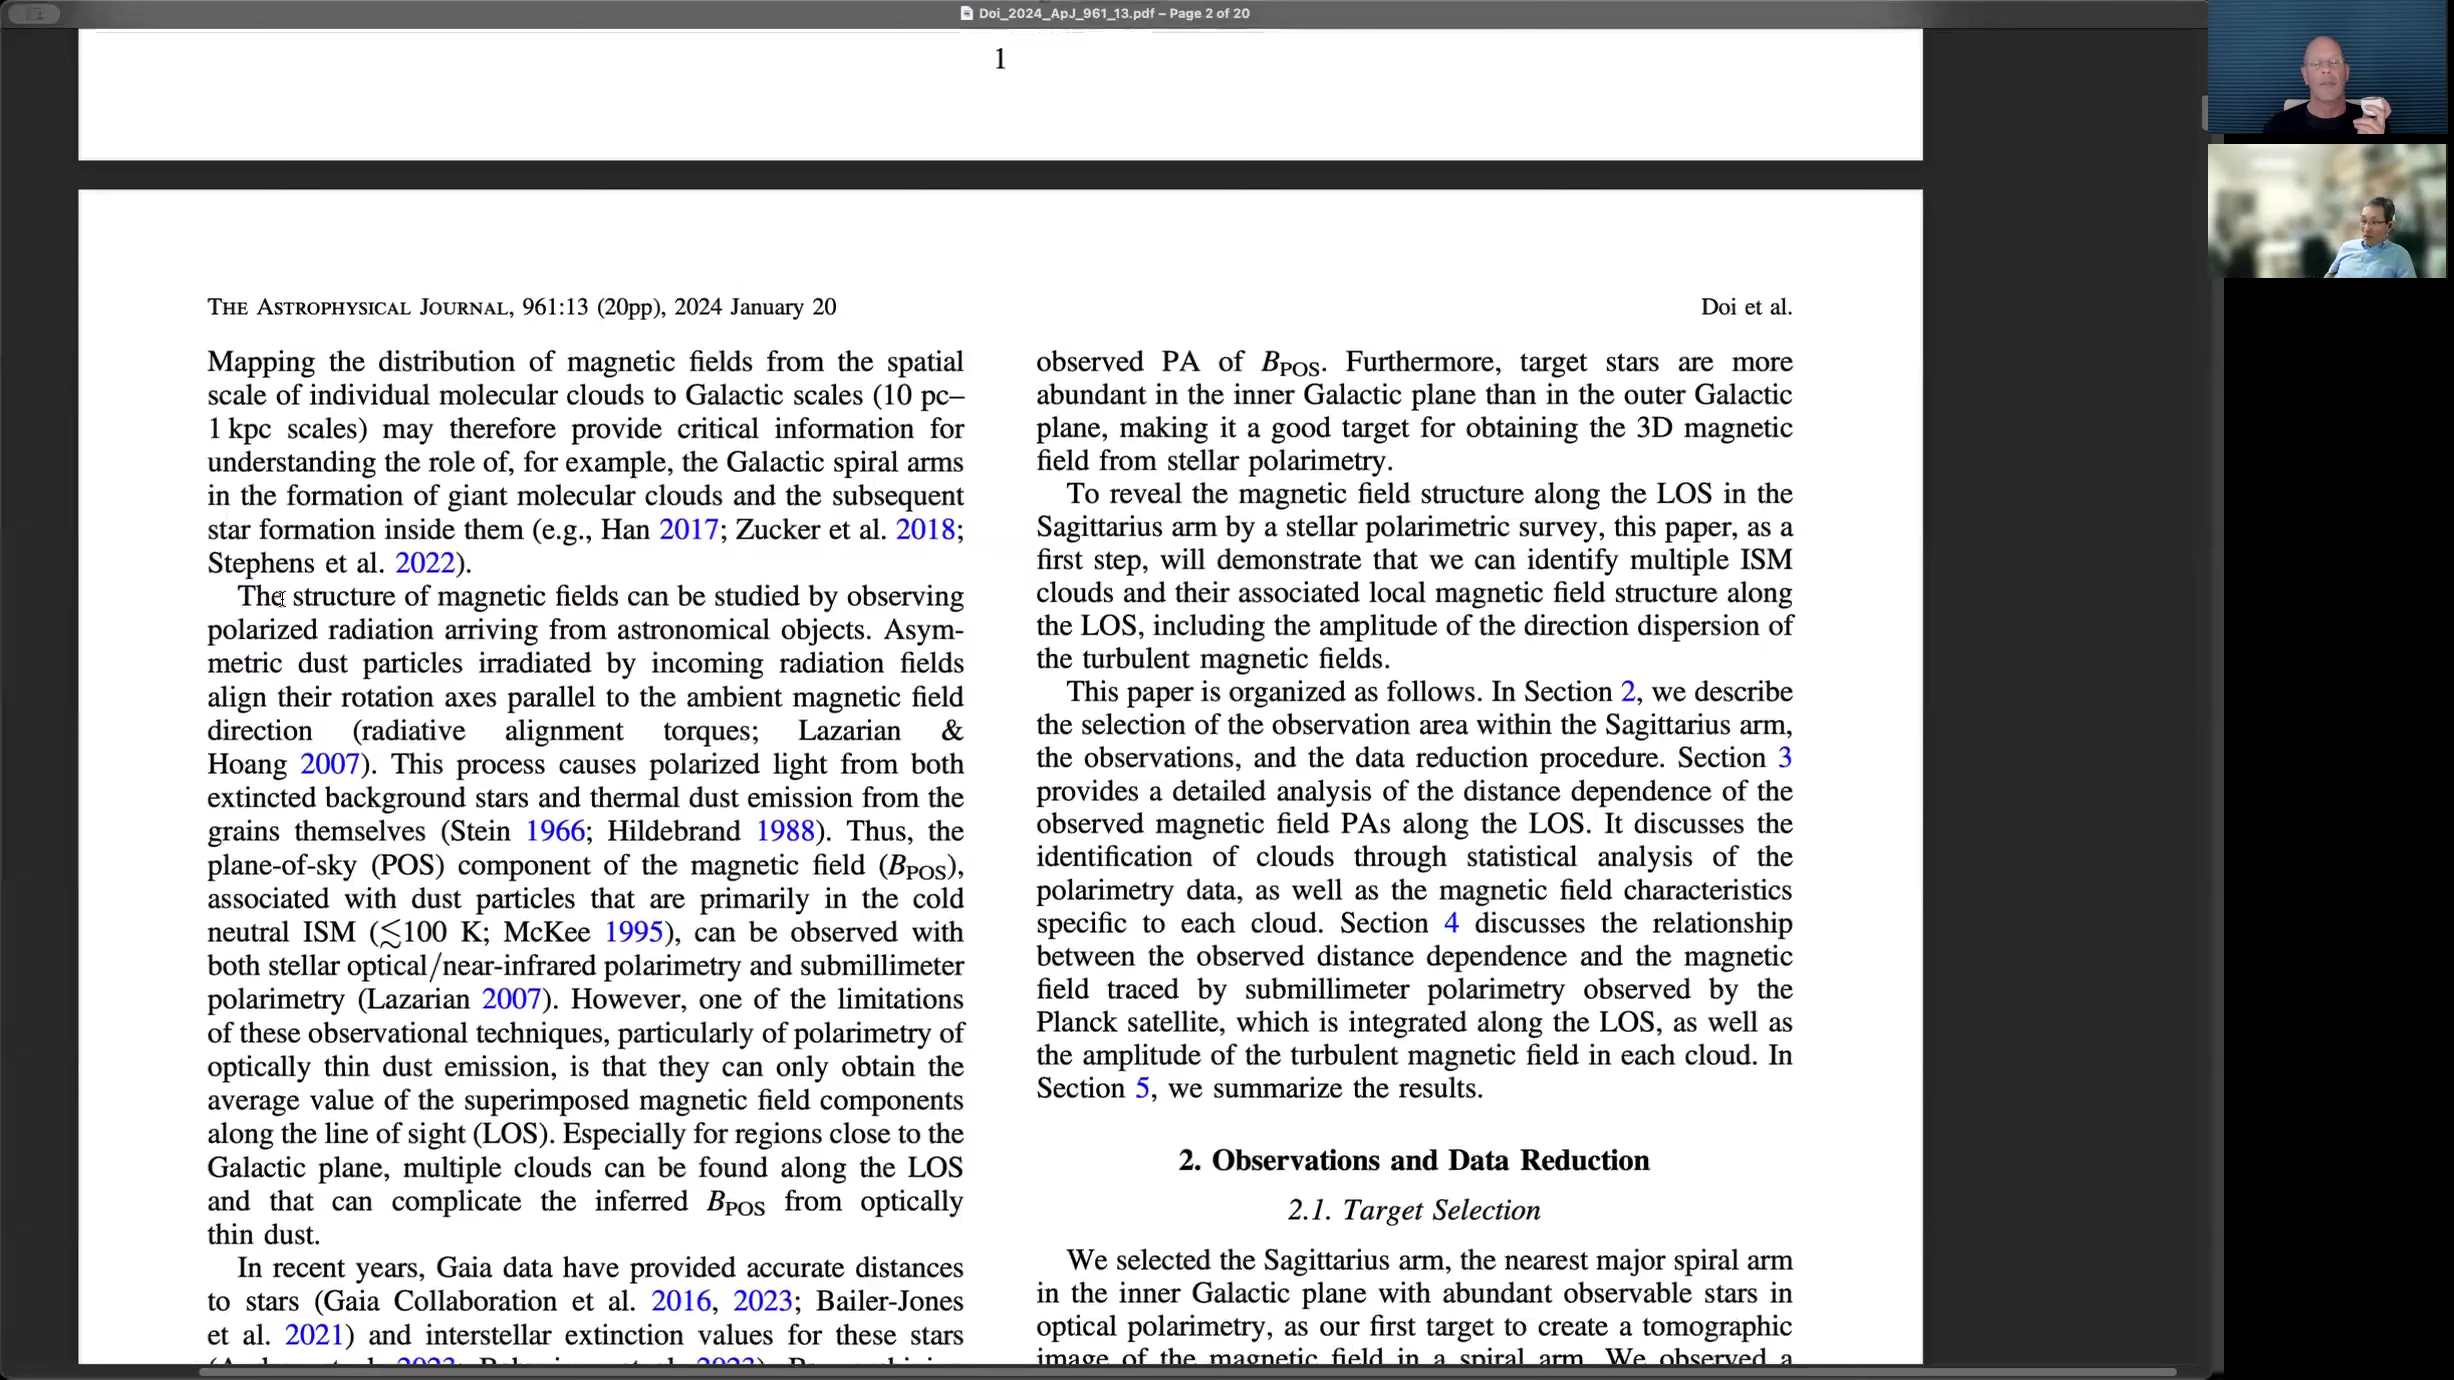 Doi_2024_ApJ_961_13.pdf – Page 2 of 20
1
THE ASTROPHYSICAL JOURNAL, 961:13 (20pp), 2024 January 20
Doi et al.
Mapping the distribution of magnetic fields from the spatial
scale of individual molecular clouds to Galactic scales (10 pc–
1 kpc scales) may therefore provide critical information for
understanding the role of, for example, the Galactic spiral arms
in the formation of giant molecular clouds and the subsequent
star formation inside them (e.g., Han 2017; Zucker et al. 2018;
Stephens et al. 2022).
The structure of magnetic fields can be studied by observing
polarized radiation arriving from astronomical objects. Asym-
metric dust particles irradiated by incoming radiation fields
align their rotation axes parallel to the ambient magnetic field
direction (radiative alignment torques; Lazarian &
Hoang 2007). This process causes polarized light from both
extincted background stars and thermal dust emission from the
grains themselves (Stein 1966; Hildebrand 1988). Thus, the
plane-of-sky (POS) component of the magnetic field (BPOS),
associated with dust particles that are primarily in the cold
neutral ISM (≲100 K; McKee 1995), can be observed with
both stellar optical/near-infrared polarimetry and submillimeter
polarimetry (Lazarian 2007). However, one of the limitations
of these observational techniques, particularly of polarimetry of
optically thin dust emission, is that they can only obtain the
average value of the superimposed magnetic field components
along the line of sight (LOS). Especially for regions close to the
Galactic plane, multiple clouds can be found along the LOS
and that can complicate the inferred BPOS from optically
thin dust.
In recent years, Gaia data have provided accurate distances
to stars (Gaia Collaboration et al. 2016, 2023; Bailer-Jones
et al. 2021) and interstellar extinction values for these stars
observed PA of BPOS. Furthermore, target stars are more
abundant in the inner Galactic plane than in the outer Galactic
plane, making it a good target for obtaining the 3D magnetic
field from stellar polarimetry.
To reveal the magnetic field structure along the LOS in the
Sagittarius arm by a stellar polarimetric survey, this paper, as a
first step, will demonstrate that we can identify multiple ISM
clouds and their associated local magnetic field structure along
the LOS, including the amplitude of the direction dispersion of
the turbulent magnetic fields.
This paper is organized as follows. In Section 2, we describe
the selection of the observation area within the Sagittarius arm,
the observations, and the data reduction procedure. Section 3
provides a detailed analysis of the distance dependence of the
observed magnetic field PAs along the LOS. It discusses the
identification of clouds through statistical analysis of the
polarimetry data, as well as the magnetic field characteristics
specific to each cloud. Section 4 discusses the relationship
between the observed distance dependence and the magnetic
field traced by submillimeter polarimetry observed by the
Planck satellite, which is integrated along the LOS, as well as
the amplitude of the turbulent magnetic field in each cloud. In
Section 5, we summarize the results.
2. Observations and Data Reduction
2.1. Target Selection
We selected the Sagittarius arm, the nearest major spiral arm
in the inner Galactic plane with abundant observable stars in
optical polarimetry, as our first target to create a tomographic
image of the magnetic field in a spiral arm. We observed a